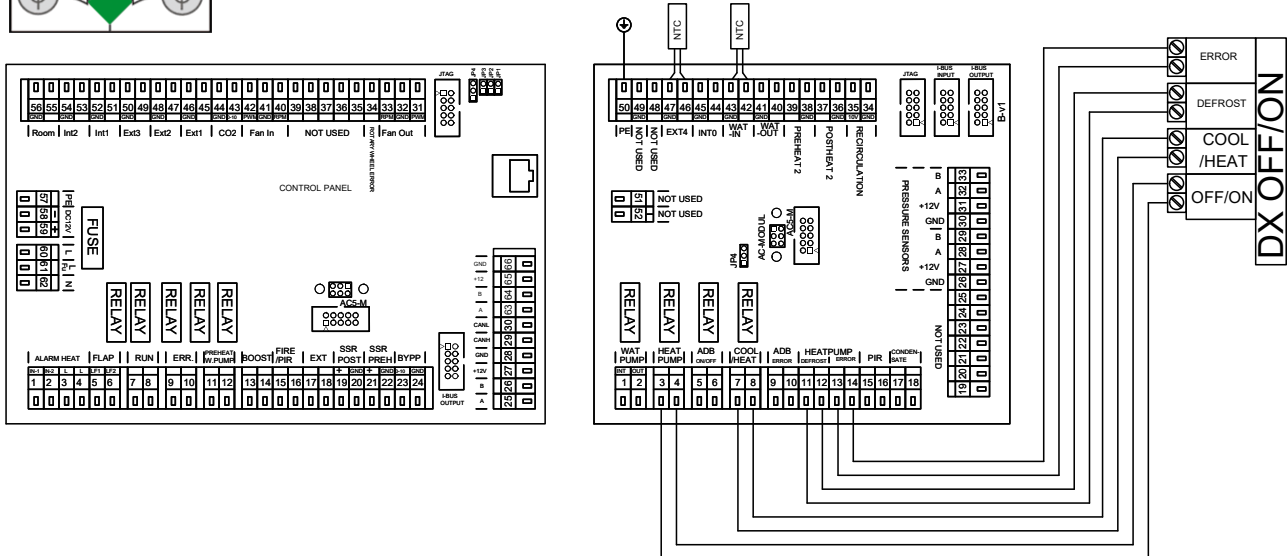 NTC NTC
ERROR
DEFROST
COOL
/HEAT
OFF/ON
DX OFF/ON
JTAG
JP4 JP3 JP2 JP1
56 55 54 53 52 51 50 49 48 47 46 45 44 43 42 41 40 39 38 37 36 35 34 33 32 31
GND GND GND GND GND GND GND 0-10 PWM GND RPM RPM GND PWM
Room Int2 Int1 Ext3 Ext2 Ext1 CO2 Fan In NOT USED ROTARY WHEEL ERROR Fan Out
CONTROL PANEL
57 58 59
PE DC12V - +
60 61 62
L Fu L N
FUSE
RELAY RELAY RELAY RELAY RELAY
AC5-M
GND 66
+12 65
B 64
A 63
CANL 30
CANH 29
GND 28
+12V 27
B 26
A 25
I-BUS
OUTPUT
ALARM HEAT FLAP RUN ERR. PREHEAT W.PUMP BOOST FIRE /PIR EXT SSR POST SSR PREH BYPP
IN-1 IN-2 L L LF1 LF2 + GND + GND 0-10 GND
1 2 3 4 5 6 7 8 9 10 11 12 13 14 15 16 17 18 19 20 21 22 23 24
JTAG
I-BUS
INPUT
I-BUS
OUTPUT
B-v1
50 49 48 47 46 45 44 43 42 41 40 39 38 37 36 35 34
GND GND GND GND GND GND GND 10V GND
PE NOT USED NOT USED EXT4 INT0 WAT -IN WAT -OUT PREHEAT 2 POSTHEAT 2 RECIRCULATION
51 NOT USED
52 NOT USED
AC-MODUL
AC5-M
JP4
PRESSURE SENSORS
B 33
A 32
+12V 31
GND 30
B 29
A 28
+12V 27
GND 26
25
24
23
22
21
20
19
NOT USED
RELAY RELAY RELAY RELAY
WAT PUMP HEAT PUMP ADB ON/OFF COOL /HEAT ADB ERROR HEATPUMP DEFROST ERROR PIR CONDEN- SATE
INT OUT
1 2 3 4 5 6 7 8 9 10 11 12 13 14 15 16 17 18